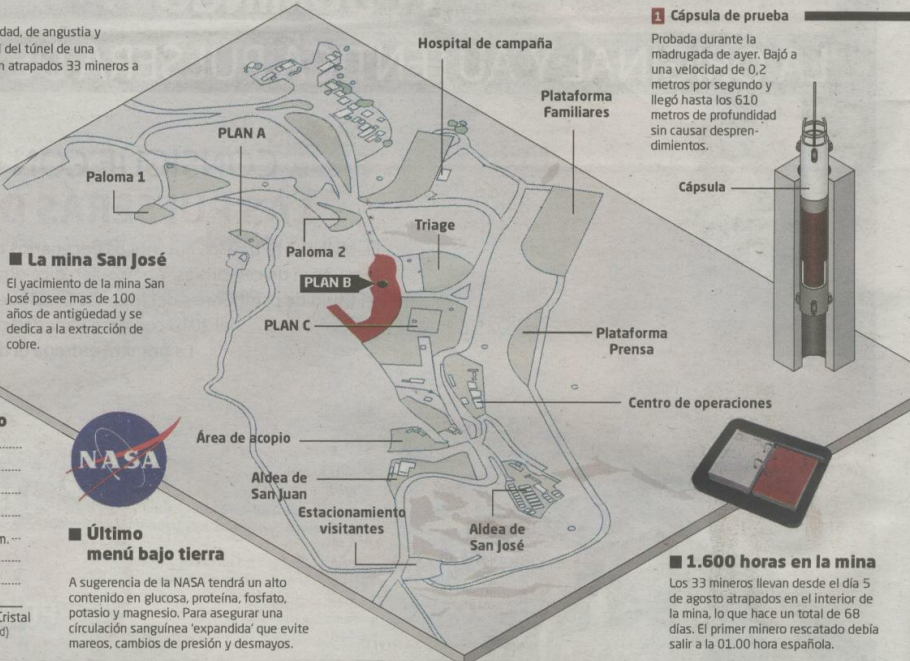 dad, de angustia y
del túnel de una
n atrapados 33 mineros a
1 Cápsula de prueba
Probada durante la
madrugada de ayer. Bajó a
una velocidad de 0,2
metros por segundo y
llegó hasta los 610
metros de profundidad
sin causar despren-
dimientos.
Cápsula
Hospital de campaña
Plataforma
Familiares
PLAN A
Paloma 1
Paloma 2
Triage
PLAN B
PLAN C
Plataforma
Prensa
■ La mina San José
El yacimiento de la mina San
José posee mas de 100
años de antigüedad y se
dedica a la extracción de
cobre.
Centro de operaciones
Área de acopio
Aldea de
San Juan
Estacionamiento
visitantes
Aldea de
San José
o
m.
Cristal
d)
NASA
■ Último
menú bajo tierra
A sugerencia de la NASA tendrá un alto
contenido en glucosa, proteína, fosfato,
potasio y magnesio. Para asegurar una
circulación sanguínea 'expandida' que evite
mareos, cambios de presión y desmayos.
■ 1.600 horas en la mina
Los 33 mineros llevan desde el día 5
de agosto atrapados en el interior de
la mina, lo que hace un total de 68
días. El primer minero rescatado debía
salir a la 01.00 hora española.